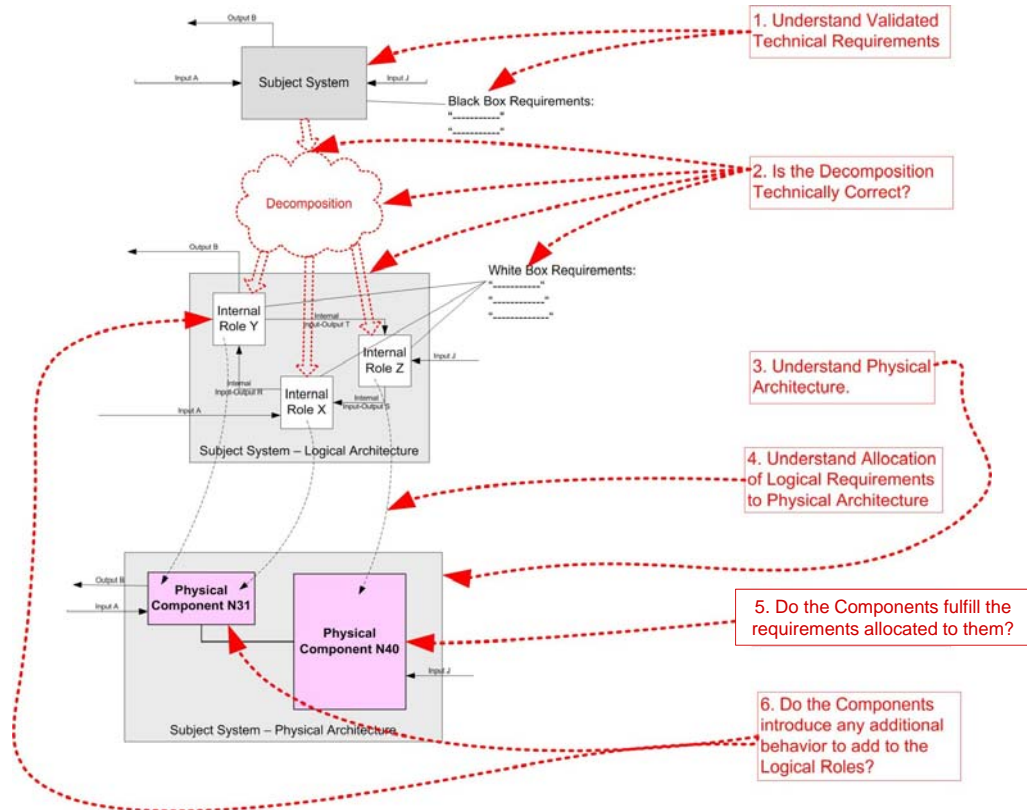 Output B
1. Understand Validated
Technical Requirements
Input A
Subject System
Input J
Black Box Requirements:
"___________"
"___________"
2. Is the Decomposition
Technically Correct?
Decomposition
Output B
White Box Requirements:
"__________"
"___________"
"____________"
Internal
Role Y
Internal
Input-Output T
Internal
Role Z
Input J
3. Understand Physical
Architecture.
Internal
Input-Output R
Internal
Role X
Internal
Input-Output S
Input A
Subject System – Logical Architecture
4. Understand Allocation
of Logical Requirements
to Physical Architecture
Output B
Input A
Physical
Component N31
Physical
Component N40
5. Do the Components fulfill the
requirements allocated to them?
Input J
Subject System – Physical Architecture
6. Do the Components
introduce any additional
behavior to add to the
Logical Roles?